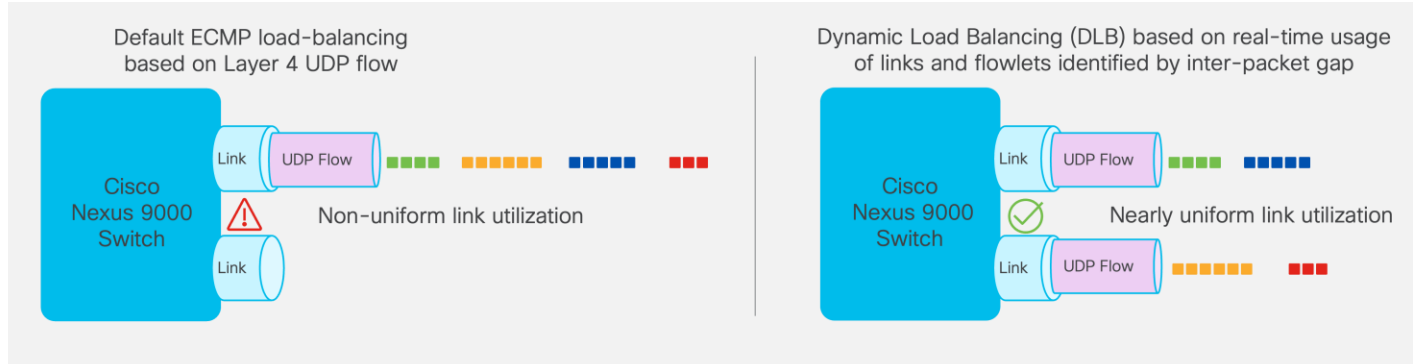 Default ECMP load-balancing
based on Layer 4 UDP flow
Cisco
Nexus 9000
Switch
Link
UDP Flow
Non-uniform link utilization
Link
Dynamic Load Balancing (DLB) based on real-time usage
of links and flowlets identified by inter-packet gap
Cisco
Nexus 9000
Switch
Link
UDP Flow
Nearly uniform link utilization
Link
UDP Flow